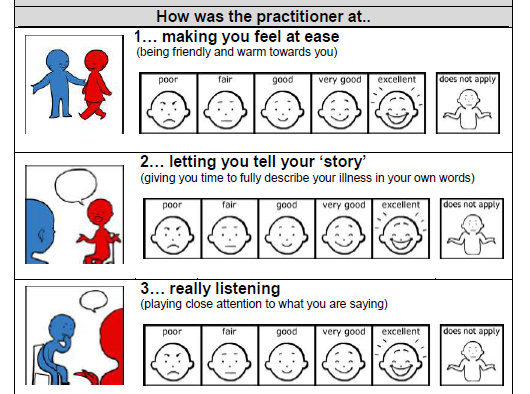 How was the practitioner at..
1… making you feel at ease
(being friendly and warm towards you)
poor fair good very good excellent does not apply
2… letting you tell your ‘story’
(giving you time to fully describe your illness in your own words)
poor fair good very good excellent does not apply
3… really listening
(playing close attention to what you are saying)
poor fair good very good excellent does not apply